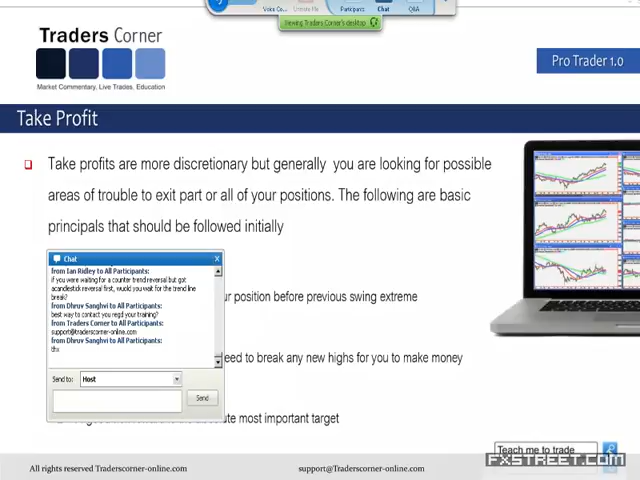 Voice Co...
Participants
Chat
Q&A
Viewing Traders Corner's desktop
Traders Corner
Market Commentary, Live Trades, Education
Pro Trader 1.0
Take Profit
Take profits are more discretionary but generally you are looking for possible
areas of trouble to exit part or all of your positions. The following are basic
principals that should be followed initially
Chat
from Ian Ridley to All Participants:
if you were waiting for a counter trend reversal but got
acandlestick reversal first, would you wait for the trend line
break?
from Dhruv Sanghvi to All Participants:
best way to contact you regd your training?
from Traders Corner to All Participants:
support@traderscorner-online.com
from Dhruv Sanghvi to All Participants:
thx
Send to:
Host
Send
ur position before previous swing extreme
eed to break any new highs for you to make money
most important target
Teach me to trade
FXSTREET.COM
All rights reserved Traderscorner-online.com
support@Traderscorner-online.com